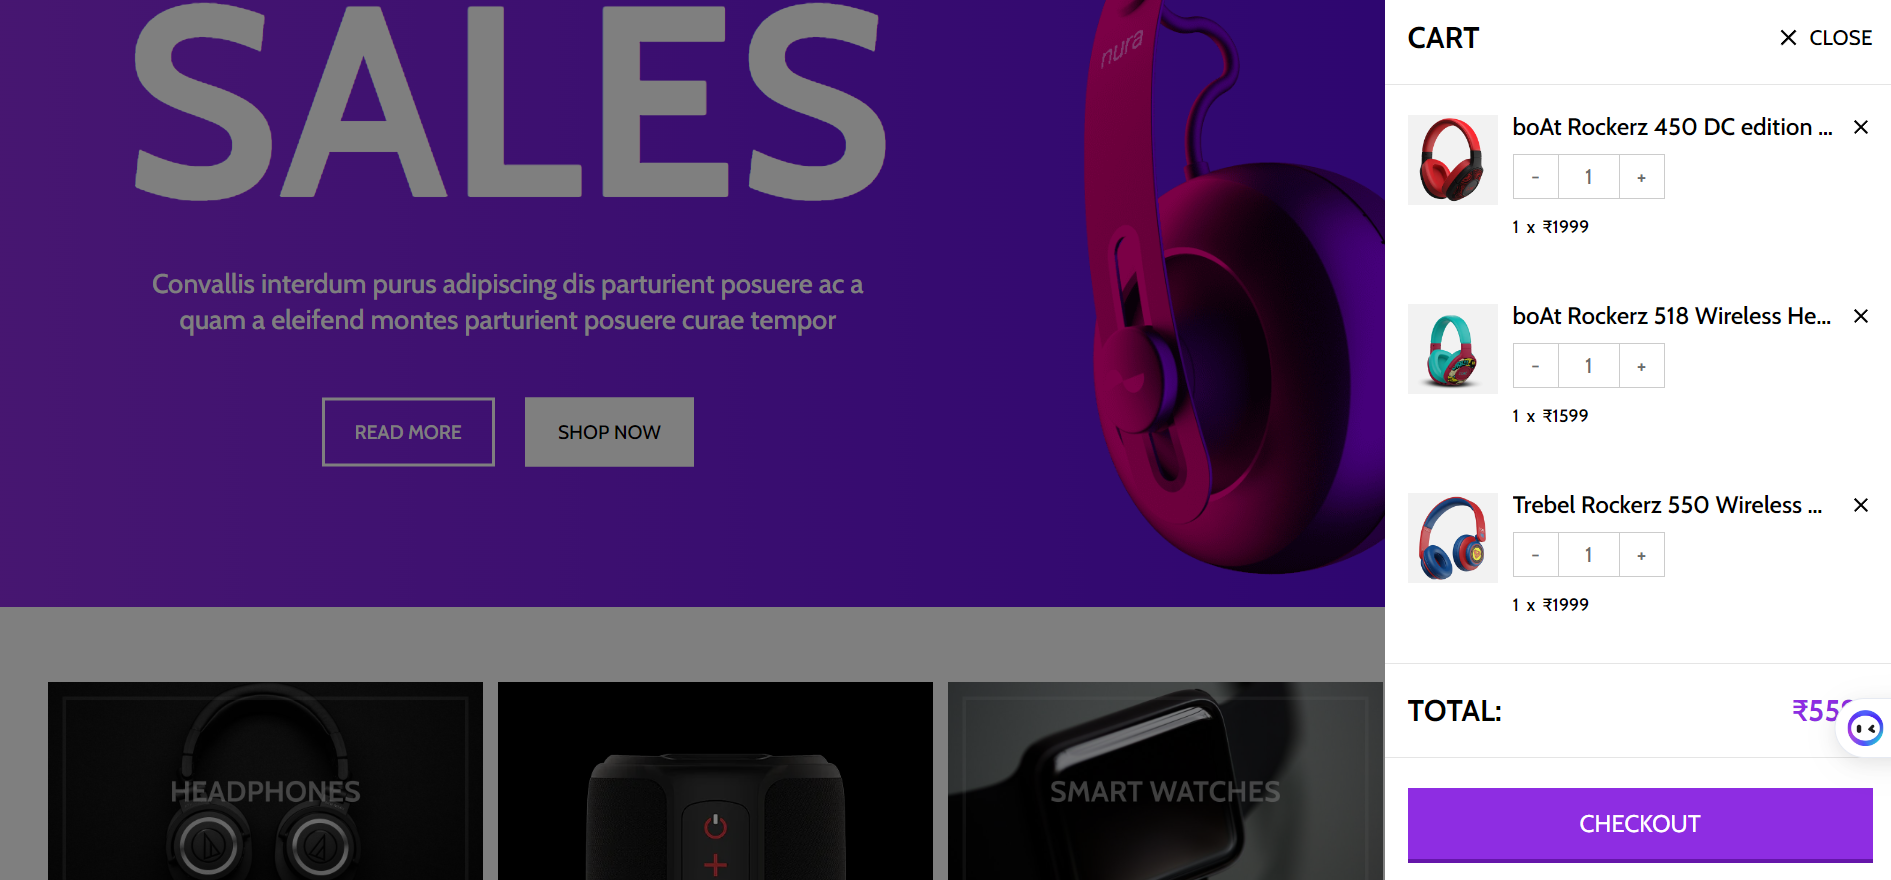 SALES
nura
Convallis interdum purus adipiscing dis parturient posuere ac a
quam a eleifend montes parturient posuere curae tempor
READ MORE
SHOP NOW
HEADPHONES
SMART WATCHES
CART
CLOSE
boAt Rockerz 450 DC edition ...
- 1 +
1 x ₹1999
boAt Rockerz 518 Wireless He...
- 1 +
1 x ₹1599
Trebel Rockerz 550 Wireless ...
- 1 +
1 x ₹1999
TOTAL:
CHECKOUT